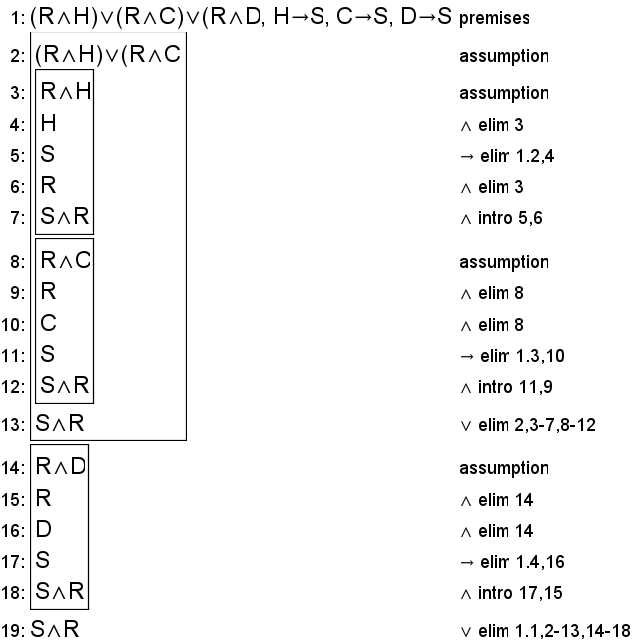 1: (R∧H)∨(R∧C)∨(R∧D, H→S, C→S, D→S premises
2: (R∧H)∨(R∧C assumption
3: R∧H assumption
4: H ∧ elim 3
5: S → elim 1.2,4
6: R ∧ elim 3
7: S∧R ∧ intro 5,6
8: R∧C assumption
9: R ∧ elim 8
10: C ∧ elim 8
11: S → elim 1.3,10
12: S∧R ∧ intro 11,9
13: S∧R ∨ elim 2,3-7,8-12
14: R∧D assumption
15: R ∧ elim 14
16: D ∧ elim 14
17: S → elim 1.4,16
18: S∧R ∧ intro 17,15
19: S∧R ∨ elim 1.1,2-13,14-18